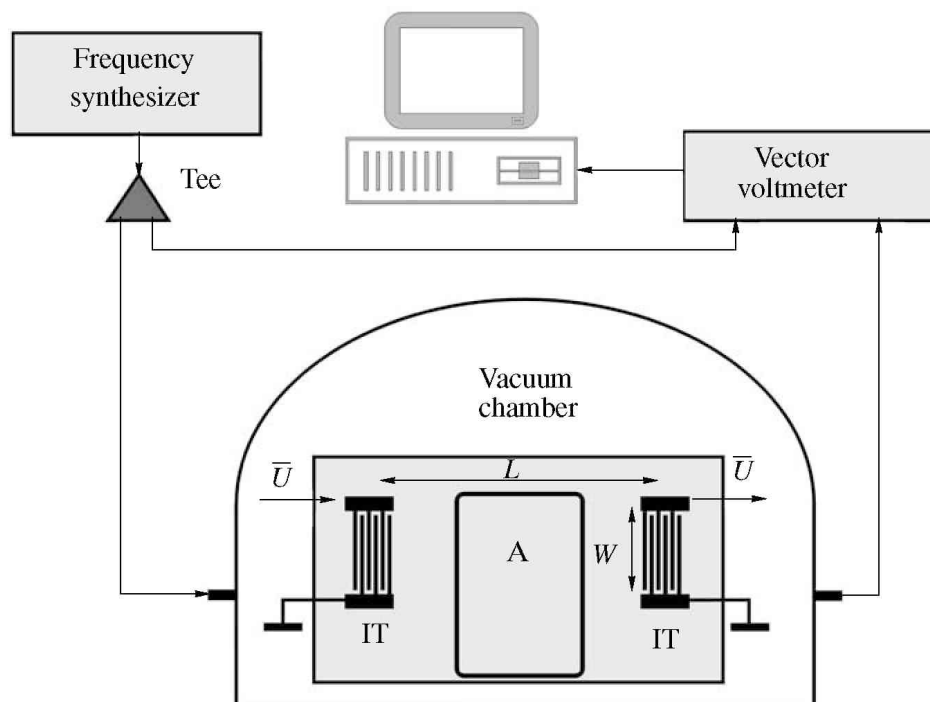 Frequency
synthesizer
Tee
Vector
voltmeter
Vacuum
chamber
U̅
L
U̅
A
W
IT
IT